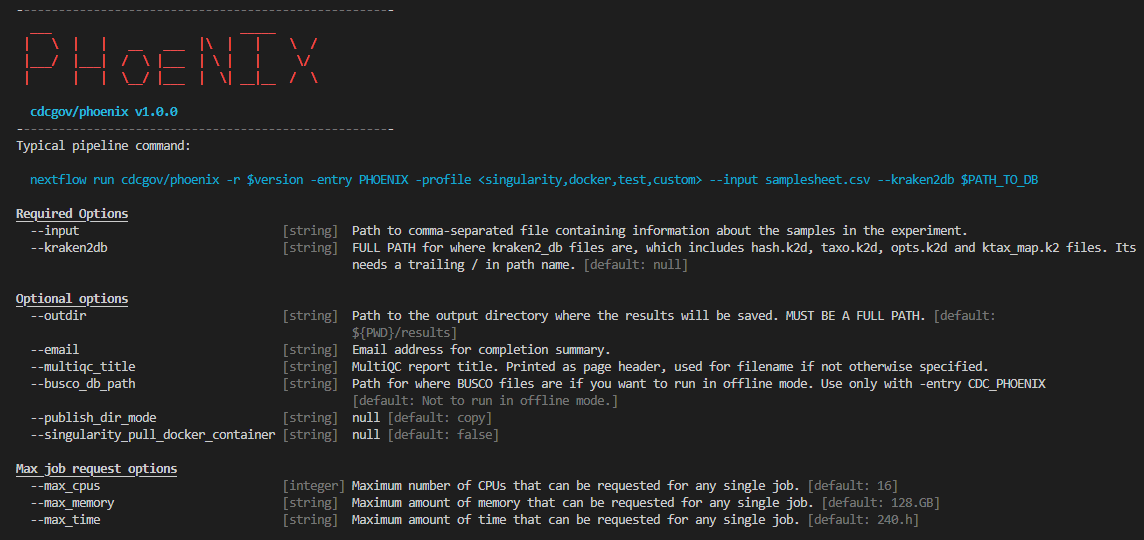 ------------------------------------------------------
PHoeNIX
cdcgov/phoenix v1.0.0
------------------------------------------------------
Typical pipeline command:
nextflow run cdcgov/phoenix -r $version -entry PHOENIX -profile <singularity,docker,test,custom> --input samplesheet.csv --kraken2db $PATH_TO_DB
Required Options
--input [string] Path to comma-separated file containing information about the samples in the experiment.
--kraken2db [string] FULL PATH for where kraken2_db files are, which includes hash.k2d, taxo.k2d, opts.k2d and ktax_map.k2 files. Its
needs a trailing / in path name. [default: null]
Optional options
--outdir [string] Path to the output directory where the results will be saved. MUST BE A FULL PATH. [default:
${PWD}/results]
--email [string] Email address for completion summary.
--multiqc_title [string] MultiQC report title. Printed as page header, used for filename if not otherwise specified.
--busco_db_path [string] Path for where BUSCO files are if you want to run in offline mode. Use only with -entry CDC_PHOENIX
[default: Not to run in offline mode.]
--publish_dir_mode [string] null [default: copy]
--singularity_pull_docker_container [string] null [default: false]
Max job request options
--max_cpus [integer] Maximum number of CPUs that can be requested for any single job. [default: 16]
--max_memory [string] Maximum amount of memory that can be requested for any single job. [default: 128.GB]
--max_time [string] Maximum amount of time that can be requested for any single job. [default: 240.h]